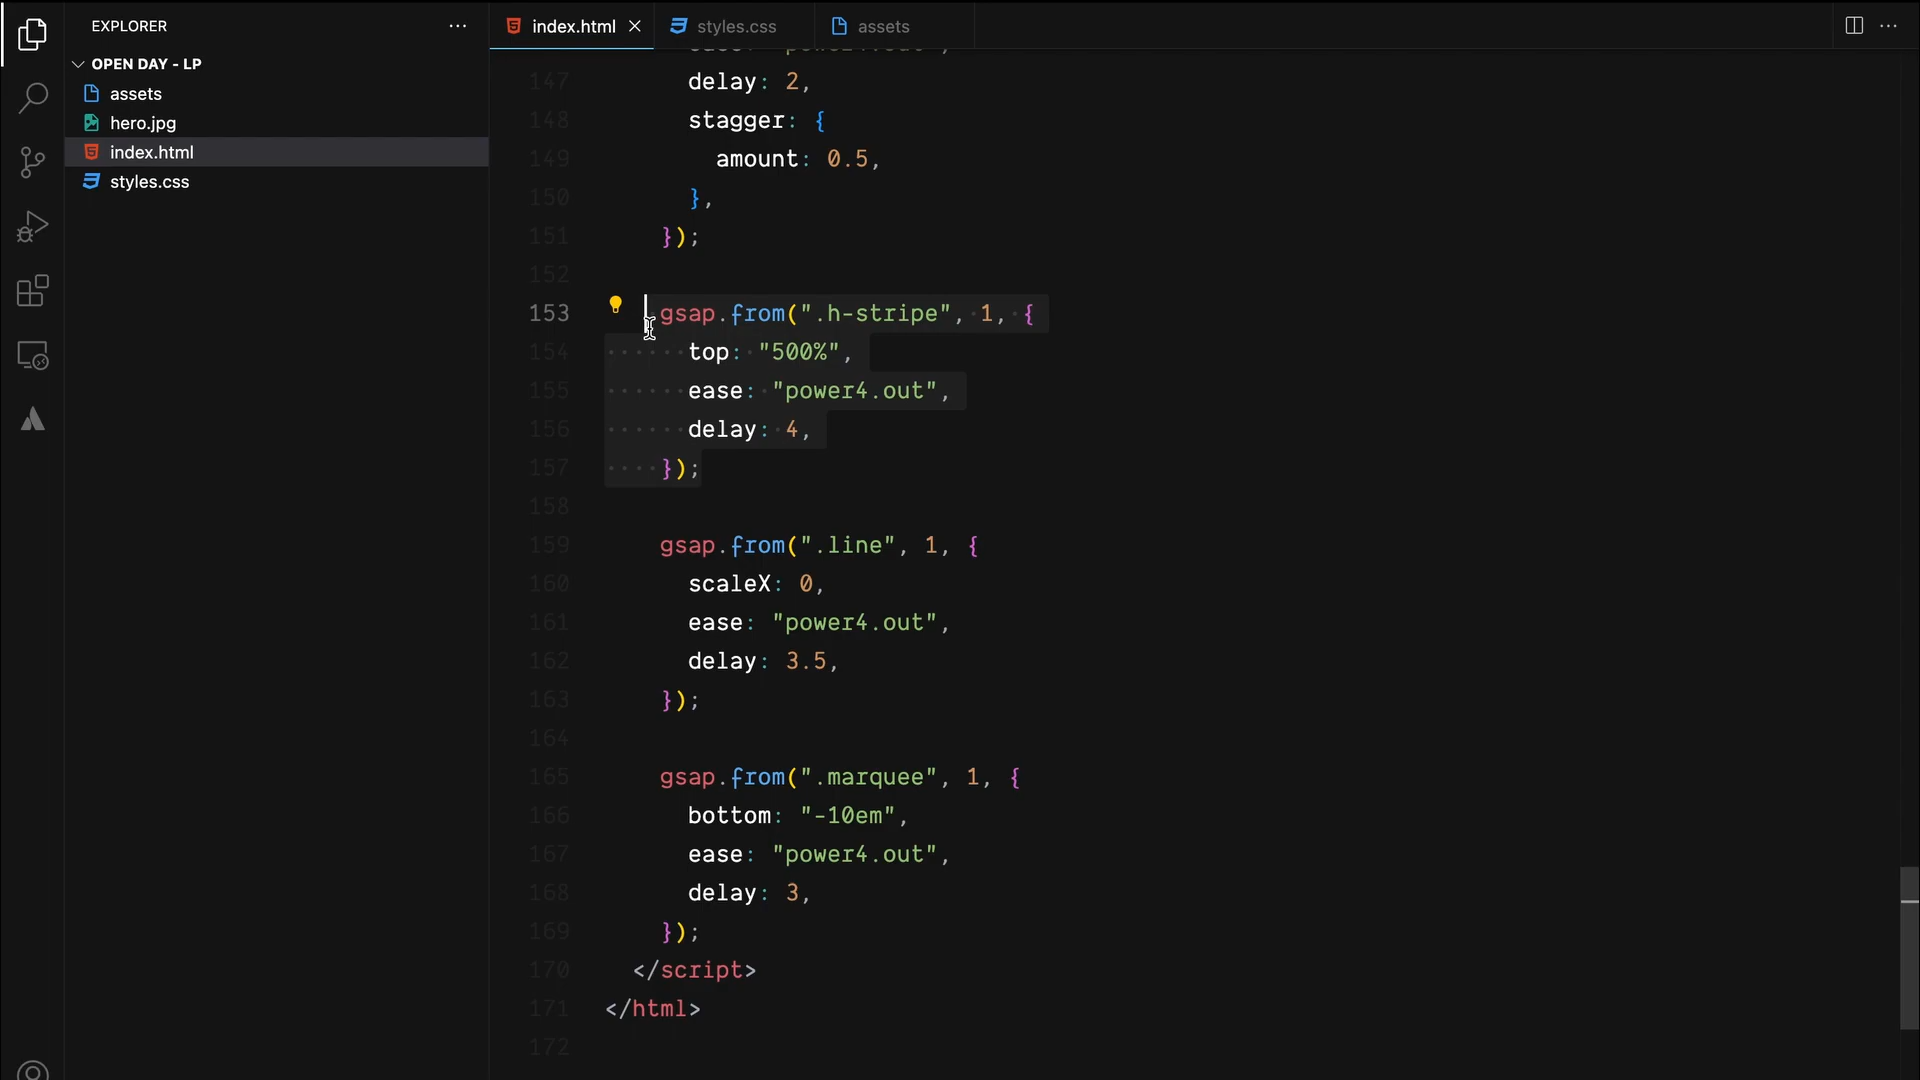 EXPLORER
OPEN DAY - LP
assets
hero.jpg
index.html
styles.css
index.html
styles.css
assets
147 delay: 2,
148 stagger: {
149 amount: 0.5,
150 },
151 });
152
153 gsap.from(".h-stripe", 1, {
154 top: "500%",
155 ease: "power4.out",
156 delay: 4,
157 });
158
159 gsap.from(".line", 1, {
160 scaleX: 0,
161 ease: "power4.out",
162 delay: 3.5,
163 });
164
165 gsap.from(".marquee", 1, {
166 bottom: "-10em",
167 ease: "power4.out",
168 delay: 3,
169 });
170 </script>
171 </html>
172